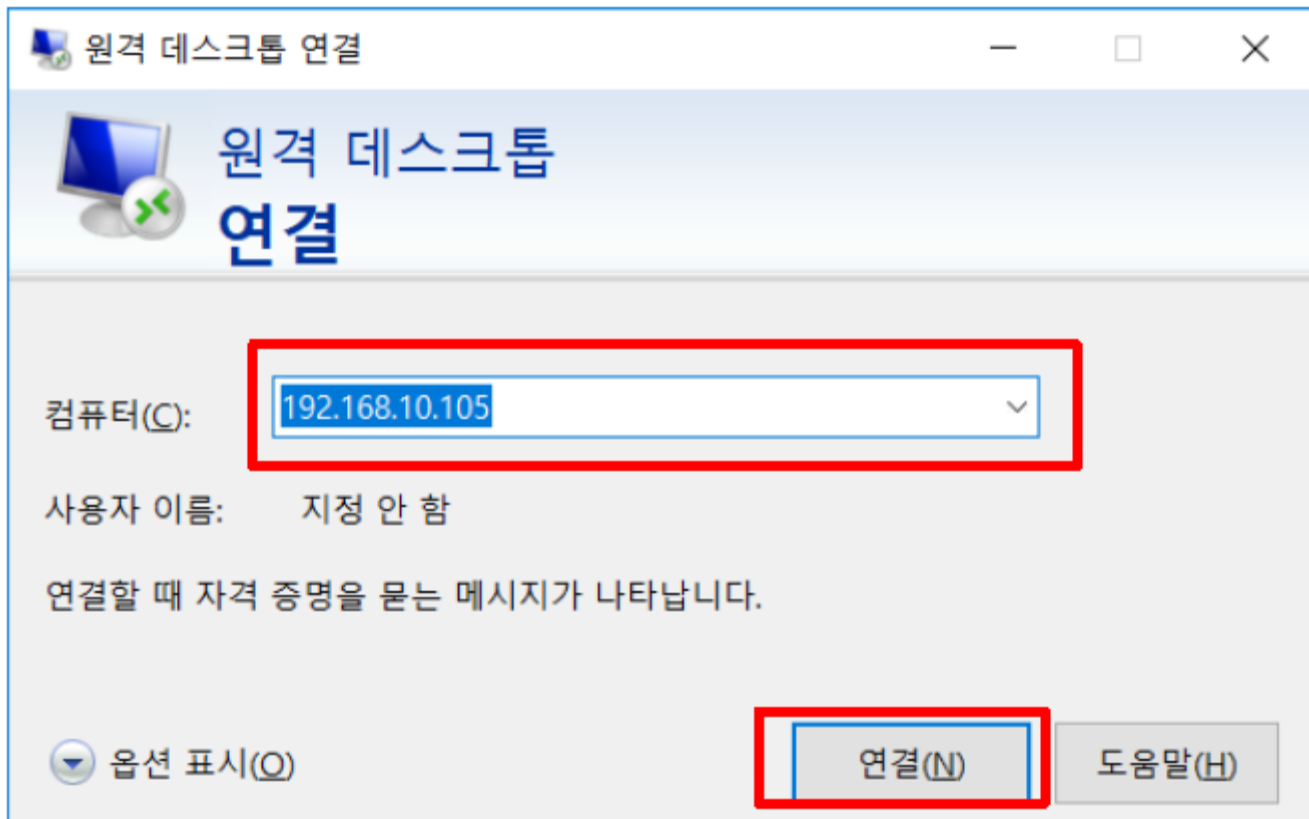 원격 데스크톱 연결
원격 데스크톱
연결
컴퓨터(C):
192.168.10.105
사용자 이름: 지정 안 함
연결할 때 자격 증명을 묻는 메시지가 나타납니다.
옵션 표시(O)
연결(N)
도움말(H)